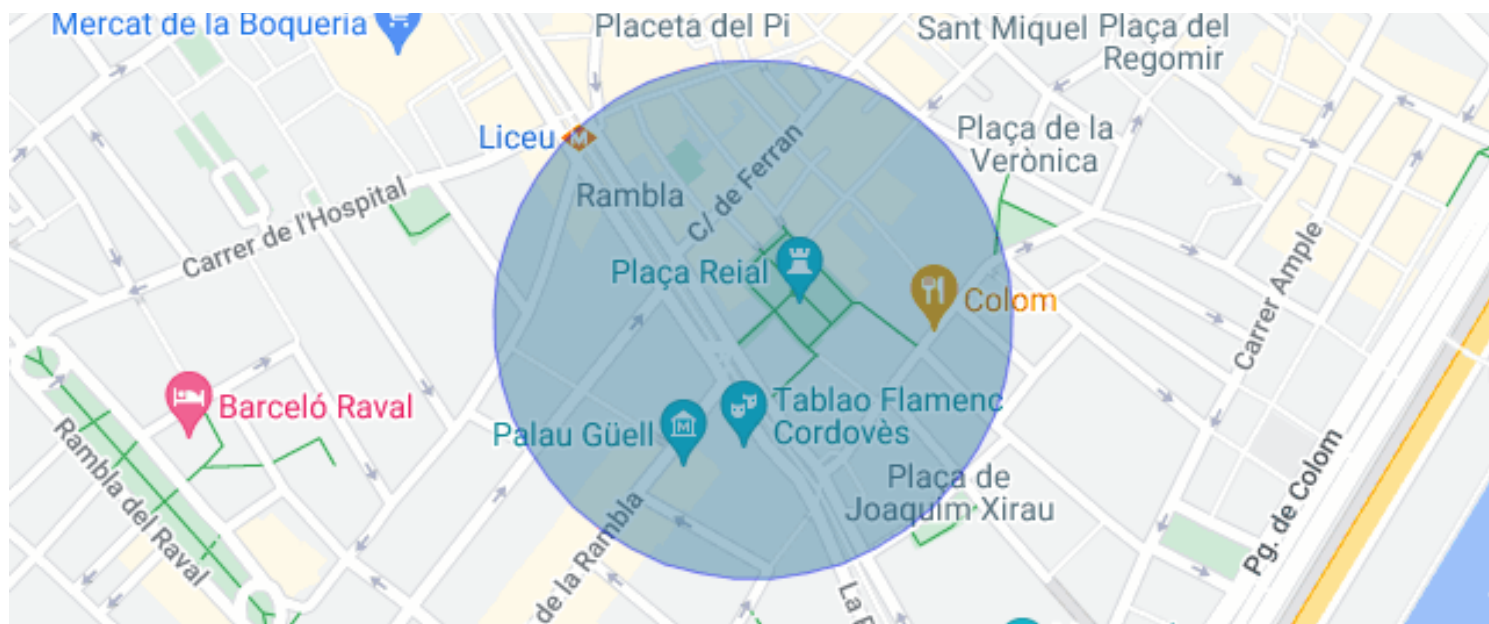 Mercat de la Boqueria
Placeta del Pi
Sant Miquel
Plaça del
Regomir
Liceu
M
Plaça de la
Verònica
C/ de Ferran
Rambla
Carrer de l'Hospital
Plaça Reial
Colom
Carrer Ample
Barceló Raval
Tablao Flamenc
Cordovès
Palau Güell
M
Plaça de
Joaquim Xirau
Rambla del Raval
de la Rambla
Pg. de Colom
La